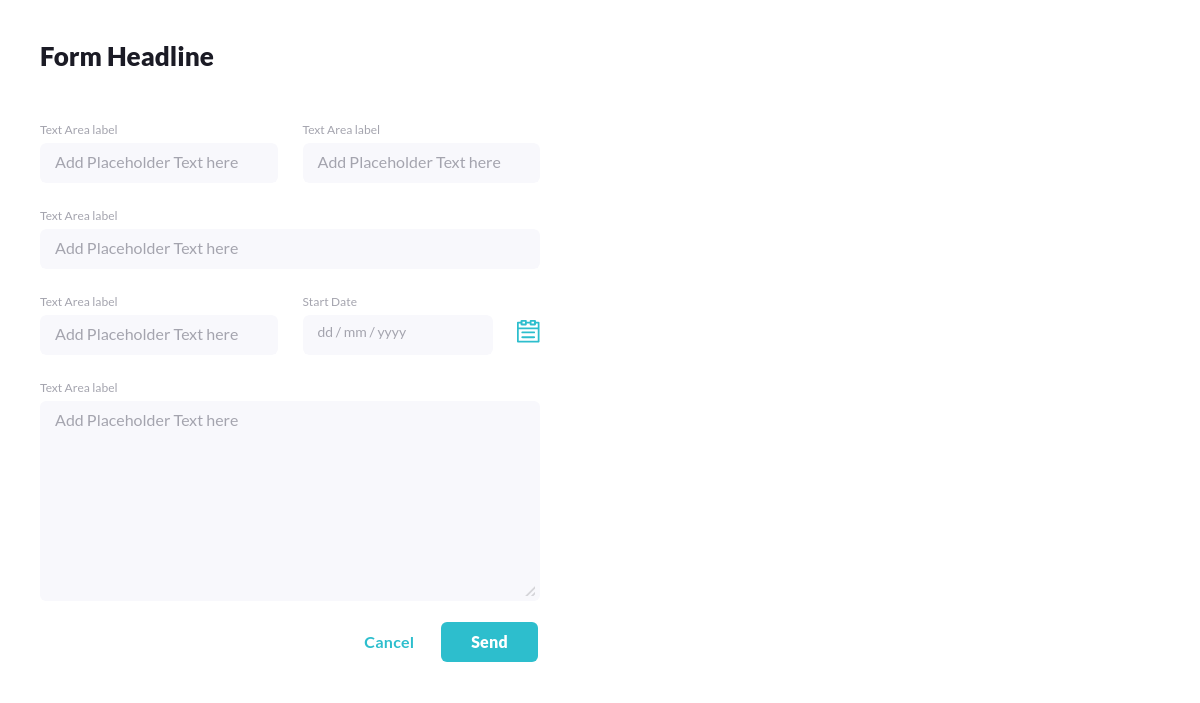 Form Headline
Text Area label
Text Area label
Add Placeholder Text here
Add Placeholder Text here
Text Area label
Add Placeholder Text here
Text Area label
Start Date
Add Placeholder Text here
dd / mm / yyyy
Text Area label
Add Placeholder Text here
Cancel
Send